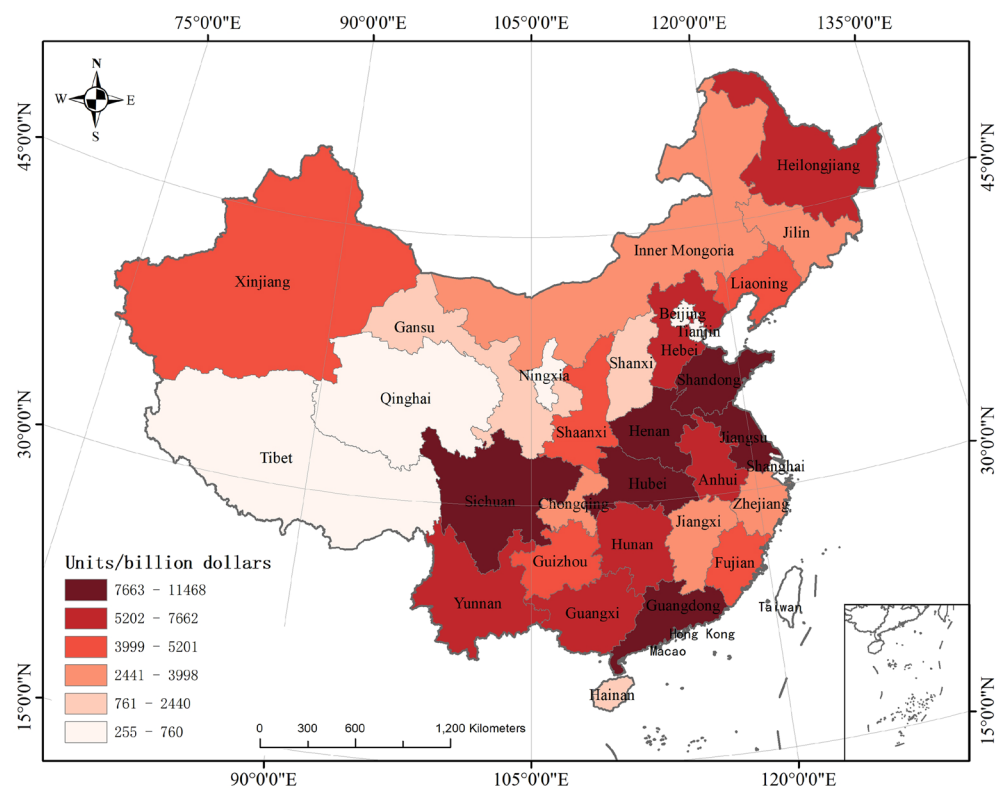 75°0'0"E 90°0'0"E 105°0'0"E 120°0'0"E 135°0'0"E
N
W E
S
45°0'0"N
45°0'0"N
Heilongjiang
Jilin
Inner Mongoria
Xinjiang
Liaoning
Beijing
Gansu
Tianjin
Hebei
Shanxi
Ningxia
Shandong
Qinghai
30°0'0"N
30°0'0"N
Shaanxi
Henan
Jiangsu
Tibet
Shanghai
Anhui
Hubei
Sichuan
Chongqing
Zhejiang
Jiangxi
Hunan
Guizhou
Fujian
Yunnan
Guangxi
Guangdong
Taiwan
Hong Kong
Macao
Hainan
Units/billion dollars
7663 - 11468
5202 - 7662
3999 - 5201
2441 - 3998
761 - 2440
255 - 760
15°0'0"N
15°0'0"N
0 300 600 1,200 Kilometers
90°0'0"E 105°0'0"E 120°0'0"E